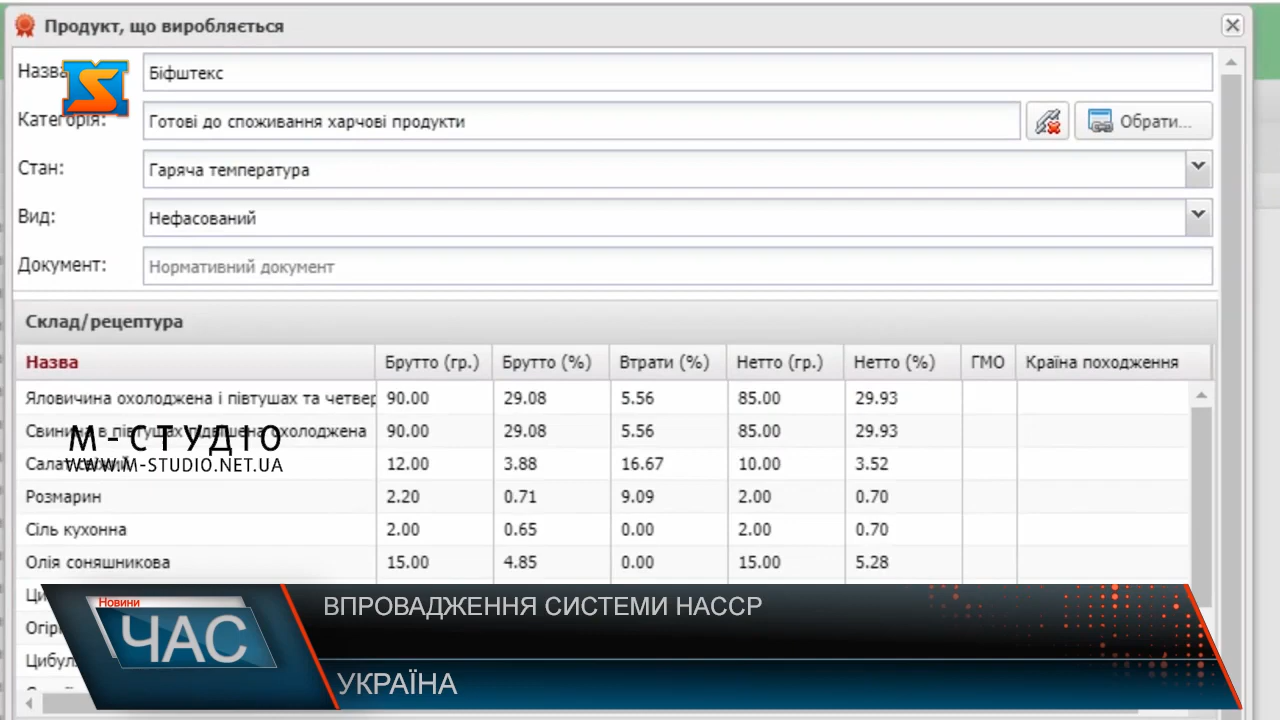 Продукт, що виробляється
Назва
Біфштекс
Категорія:
Готові до споживання харчові продукти
Обрати...
Стан:
Гаряча температура
Вид:
Нефасований
Документ:
Нормативний документ
Склад/рецептура
Назва Брутто (гр.) Брутто (%) Втрати (%) Нетто (гр.) Нетто (%) ГМО Країна походження
Яловичина охолоджена і півтушах та четвер 90.00 29.08 5.56 85.00 29.93
Свинина в півтушах підвішена охолоджена 90.00 29.08 5.56 85.00 29.93
М-СТУДІО
Салат 12.00 3.88 16.67 10.00 3.52
WWW.M-STUDIO.NET.UA
Розмарин 2.20 0.71 9.09 2.00 0.70
Сіль кухонна 2.00 0.65 0.00 2.00 0.70
Олія соняшникова 15.00 4.85 0.00 15.00 5.28
Новини
ЧАС
ВПРОВАДЖЕННЯ СИСТЕМИ HACCP
УКРАЇНА